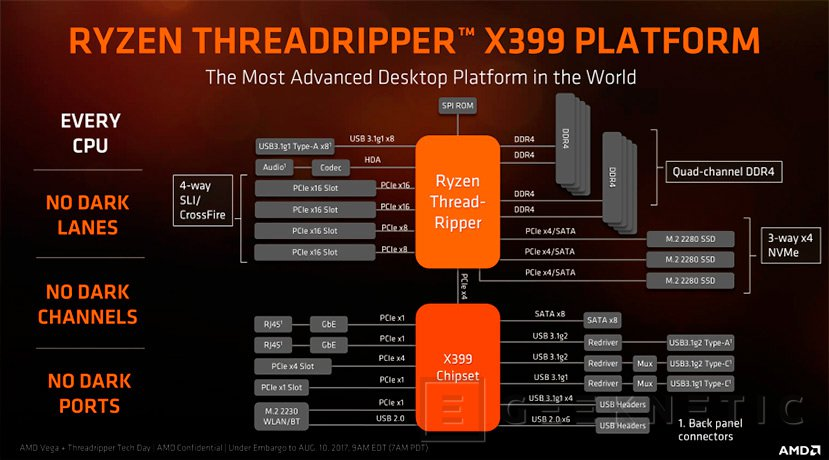 RYZEN THREADRIPPER™ X399 PLATFORM
The Most Advanced Desktop Platform in the World
EVERY
CPU
NO DARK
LANES
NO DARK
CHANNELS
NO DARK
PORTS
SPI ROM
USB3.1g1 Type-A x8¹
USB 3.1g1 x8
Audio¹
Codec
HDA
4-way
SLI/
CrossFire
PCIe x16 Slot
PCIe x16
PCIe x16 Slot
PCIe x16
PCIe x16 Slot
PCIe x8
PCIe x16 Slot
PCIe x8
Ryzen
Thread-
Ripper
DDR4
DDR4
DDR4
DDR4
DDR4
DDR4
Quad-channel DDR4
PCIe x4/SATA
M.2 2280 SSD
PCIe x4/SATA
M.2 2280 SSD
PCIe x4/SATA
M.2 2280 SSD
3-way x4
NVMe
PCIe x4
X399
Chipset
RJ45¹
GbE
PCIe x1
RJ45¹
GbE
PCIe x1
PCIe x4 Slot
PCIe x4
PCIe x1 Slot
PCIe x1
M.2 2230
WLAN/BT
PCIe x1
USB 2.0
SATA x8
SATA x8
USB 3.1g2
Redriver
USB3.1g2 Type-A¹
USB 3.1g2
Redriver
Mux
USB3.1g2 Type-C¹
USB 3.1g1
Redriver
Mux
USB3.1g1 Type-C¹
USB 3.1g1 x4
USB Headers
USB 2.0 x6
USB Headers
GEEKNETIC
1. Back panel
connectors
AMD Vega + Threadripper Tech Day | AMD Confidential | Under Embargo to AUG. 10, 2017, 9AM EDT (7AM PDT)
AMD